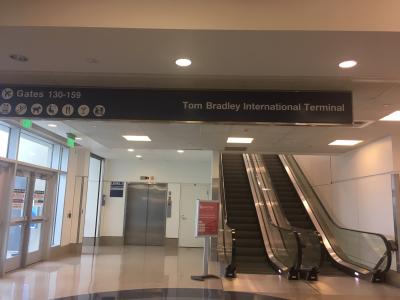 Gates 130-159
Tom Bradley International Terminal